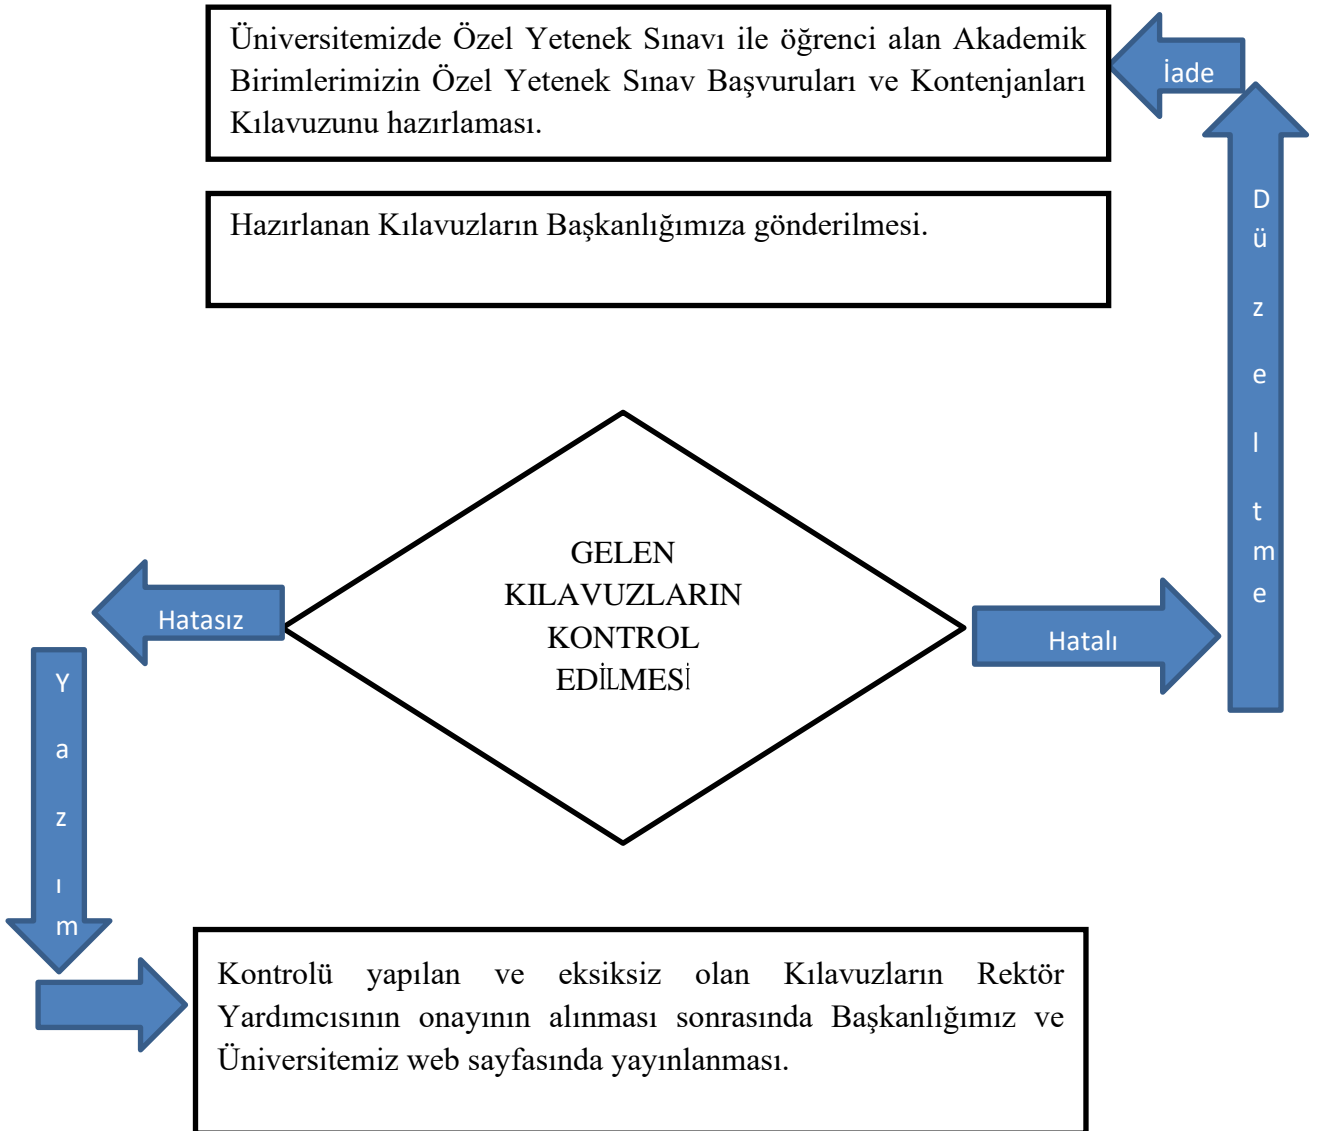 Üniversitemizde Özel Yetenek Sınavı ile öğrenci alan Akademik
Birimlerimizin Özel Yetenek Sınav Başvuruları ve Kontenjanları
Kılavuzunu hazırlaması.
İade
Hazırlanan Kılavuzların Başkanlığımıza gönderilmesi.
Düzeltme
GELEN
KILAVUZLARIN
KONTROL
EDİLMESİ
Hatasız
Hatalı
Yazım
Kontrolü yapılan ve eksiksiz olan Kılavuzların Rektör
Yardımcısının onayının alınması sonrasında Başkanlığımız ve
Üniversitemiz web sayfasında yayınlanması.